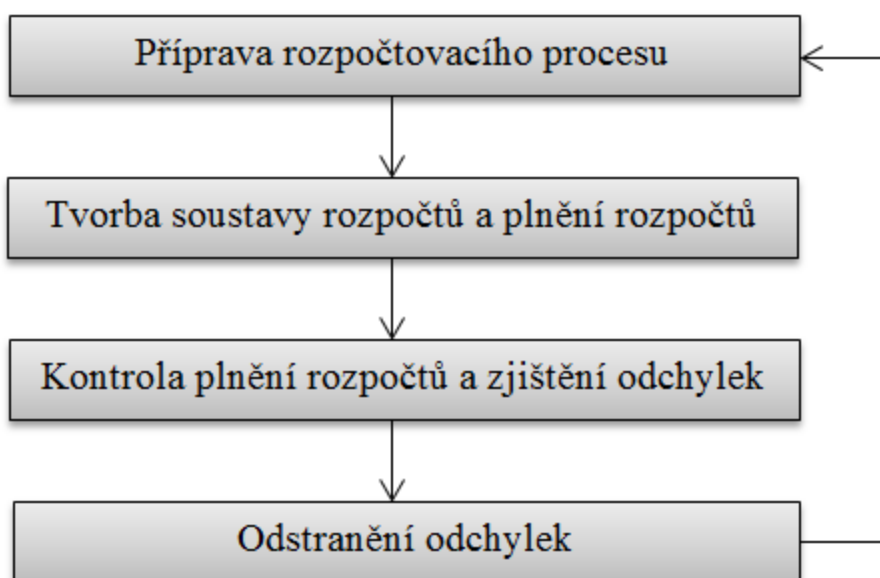 Příprava rozpočtovacího procesu
Tvorba soustavy rozpočtů a plnění rozpočtů
Kontrola plnění rozpočtů a zjištění odchylek
Odstranění odchylek